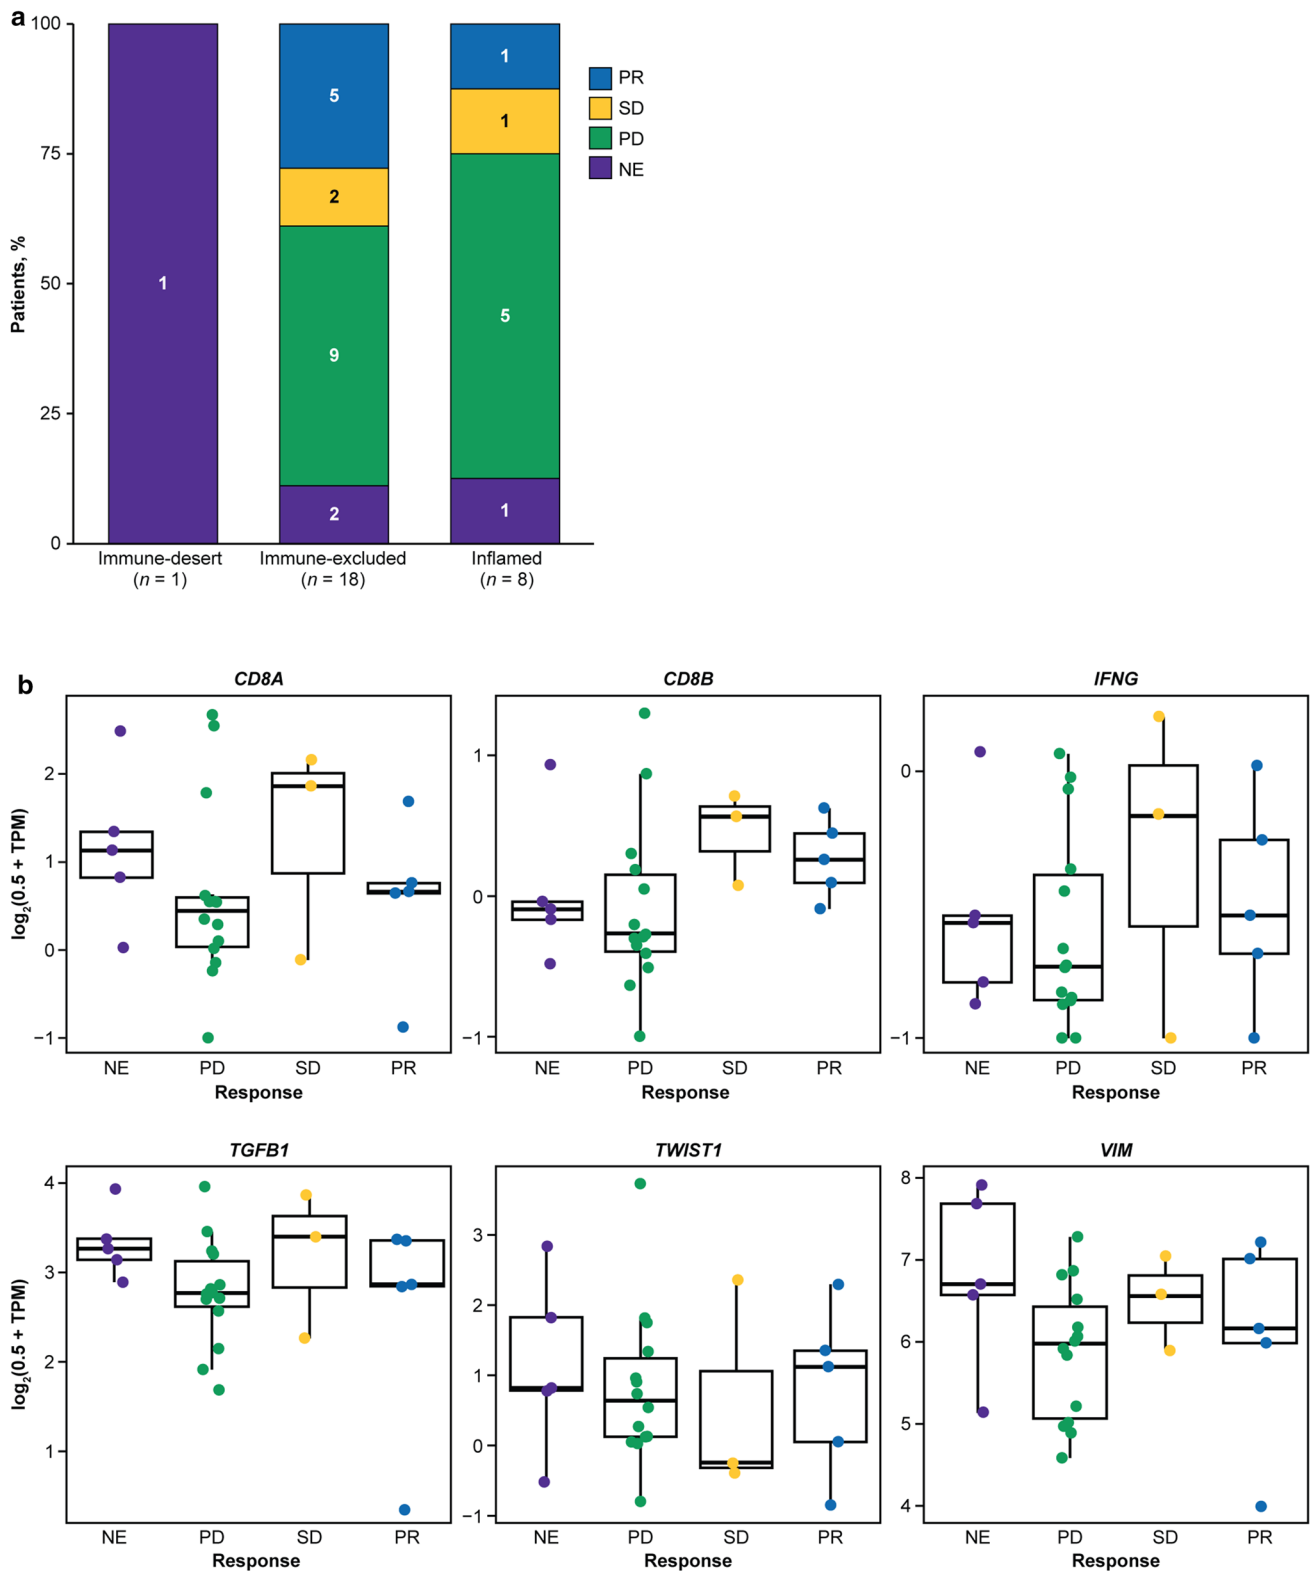 a
100
75
50
25
0
Patients, %
1
5
2
9
2
1
1
5
1
PR
SD
PD
NE
Immune-desert
(n = 1)
Immune-excluded
(n = 18)
Inflamed
(n = 8)
b
CD8A
log2(0.5 + TPM)
2
1
0
−1
NE PD SD PR
Response
CD8B
1
0
−1
NE PD SD PR
Response
IFNG
0
−1
NE PD SD PR
Response
TGFB1
log2(0.5 + TPM)
4
3
2
1
NE PD SD PR
Response
TWIST1
3
2
1
0
−1
NE PD SD PR
Response
VIM
8
7
6
5
4
NE PD SD PR
Response